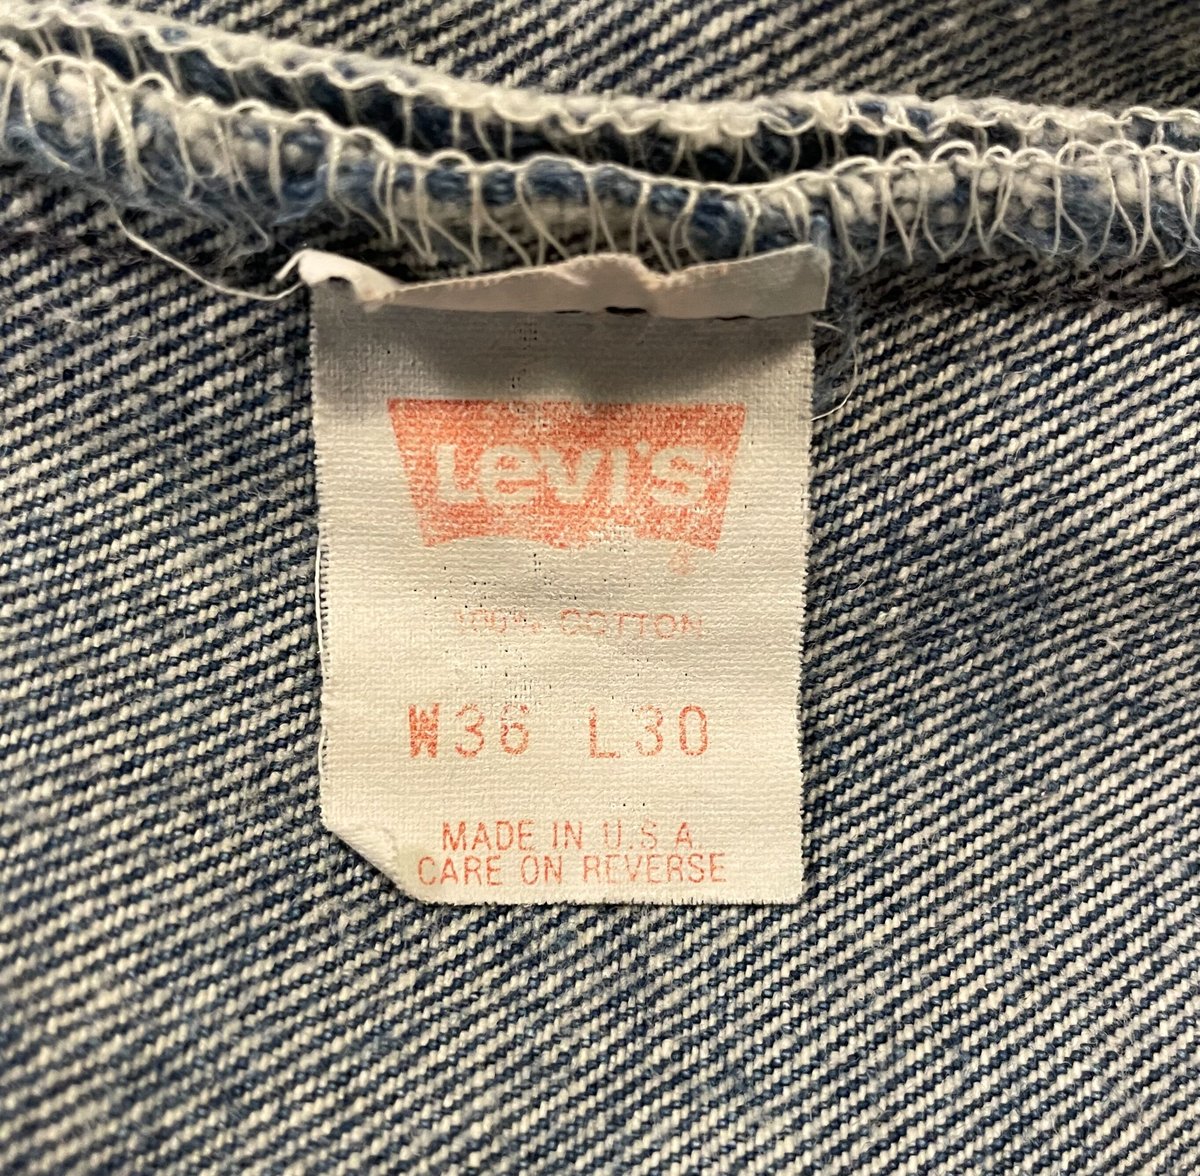 Levi's
®
100% COTTON
W36 L30
MADE IN U.S.A.
CARE ON REVERSE